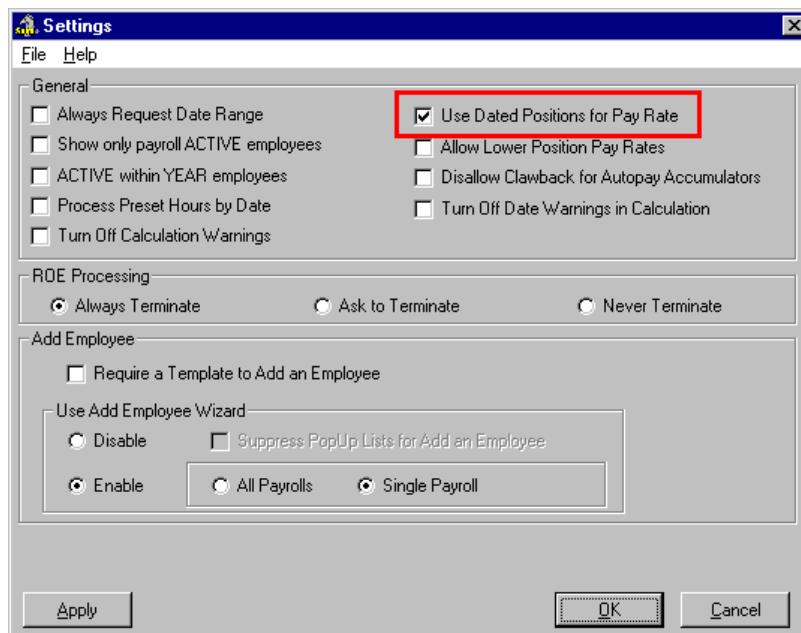 Settings
File Help
General
Always Request Date Range
Use Dated Positions for Pay Rate
Show only payroll ACTIVE employees
Allow Lower Position Pay Rates
ACTIVE within YEAR employees
Disallow Clawback for Autopay Accumulators
Process Preset Hours by Date
Turn Off Date Warnings in Calculation
Turn Off Calculation Warnings
ROE Processing
Always Terminate Ask to Terminate Never Terminate
Add Employee
Require a Template to Add an Employee
Use Add Employee Wizard
Disable Suppress PopUp Lists for Add an Employee
Enable All Payrolls Single Payroll
Apply OK Cancel